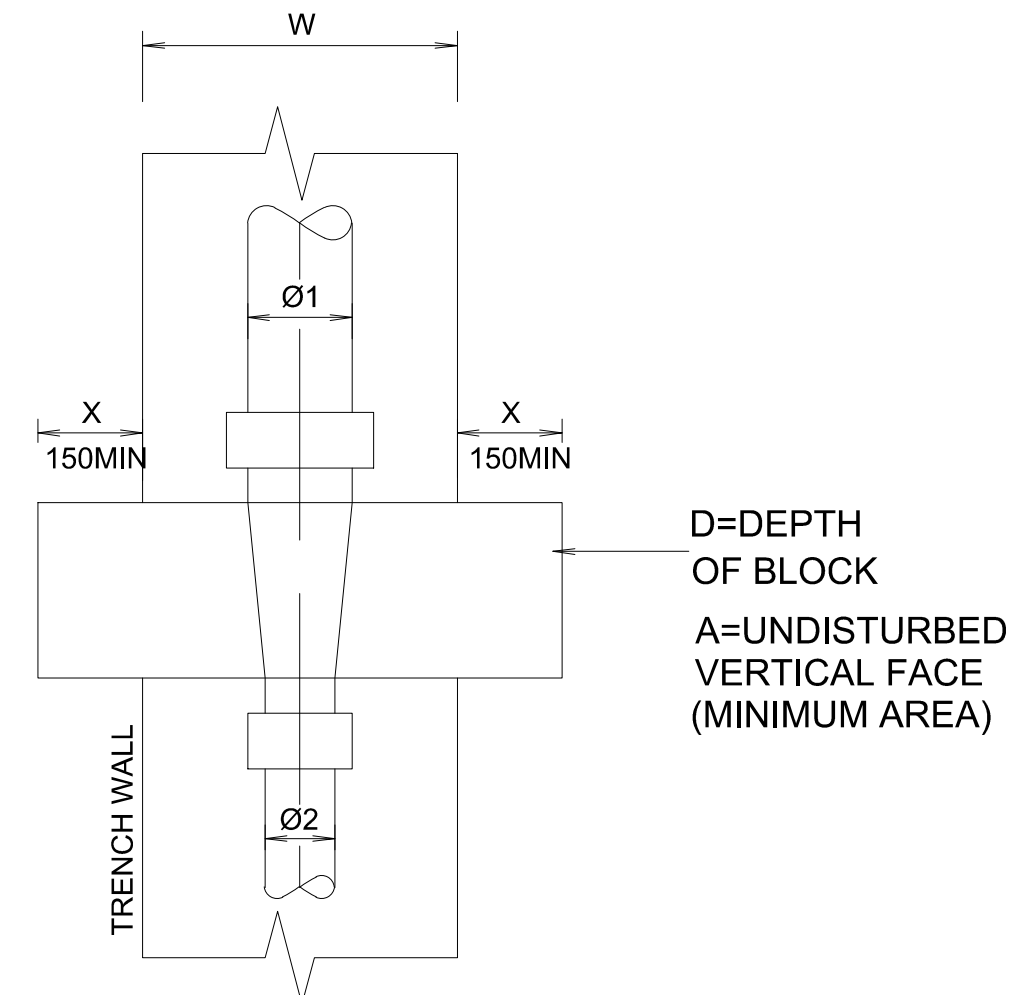 W
Ø1
X
150MIN
X
150MIN
D=DEPTH
OF BLOCK
A=UNDISTURBED
VERTICAL FACE
(MINIMUM AREA)
TRENCH WALL
Ø2